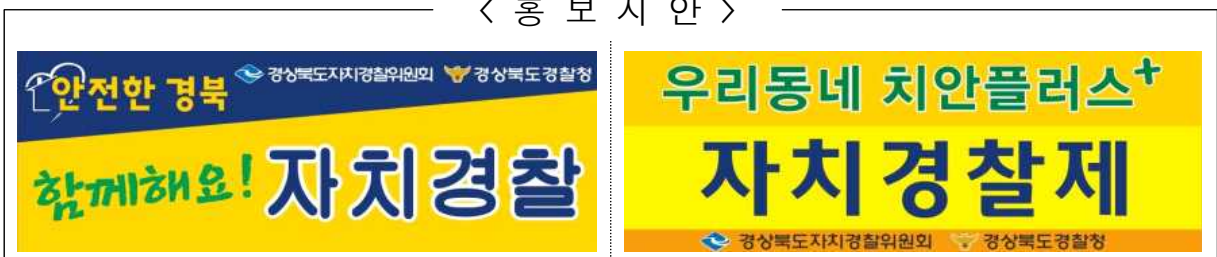 < 홍 보 시 안 >
안전한 경북 경상북도자치경찰위원회 경상북도경찰청
함께해요! 자치경찰
우리동네 치안플러스+
자치경찰제
경상북도자치경찰위원회 경상북도경찰청